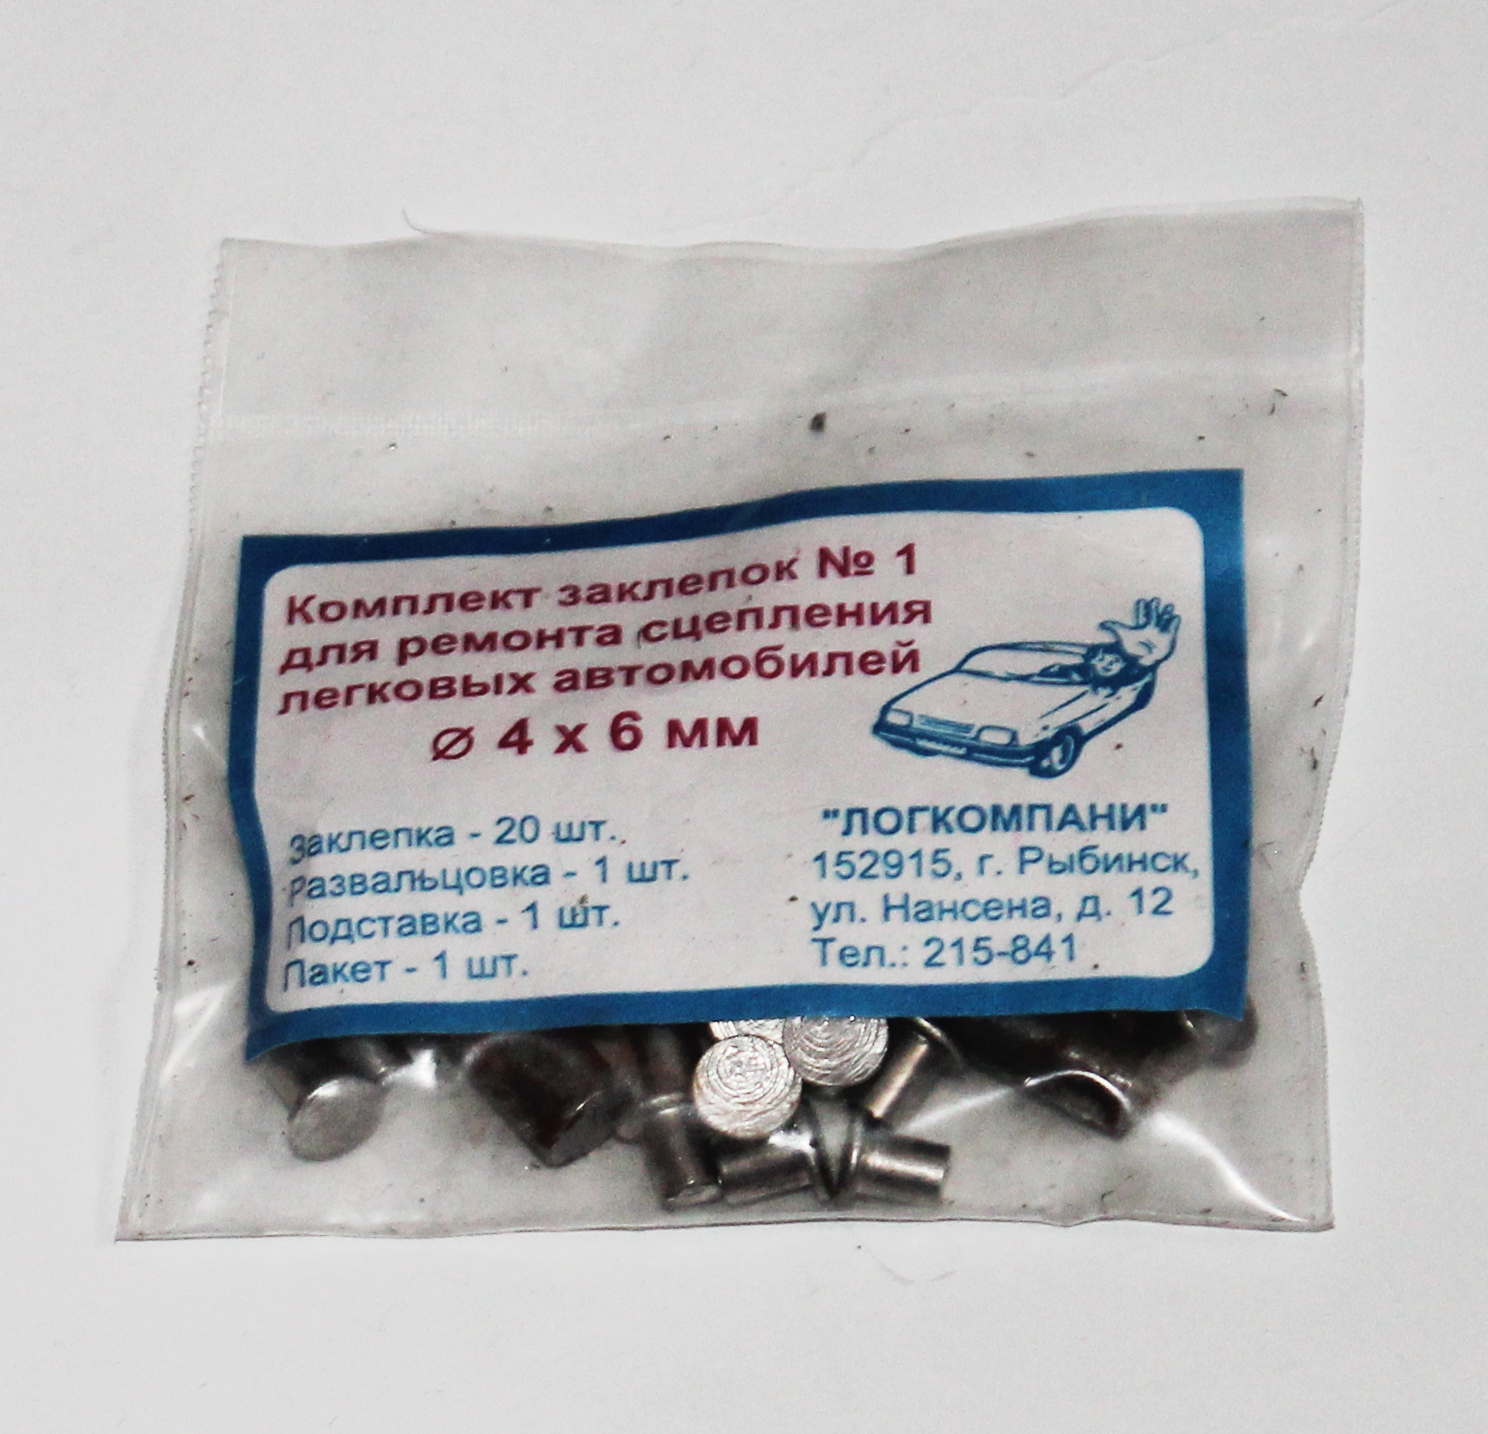 Комплект заклепок № 1
для ремонта сцепления
легковых автомобилей
Ø 4 х 6 мм
Заклепка - 20 шт.
Развальцовка - 1 шт.
Подставка - 1 шт.
Пакет - 1 шт.
"ЛОГКОМПАНИ"
152915, г. Рыбинск,
ул. Нансена, д. 12
Тел.: 215-841